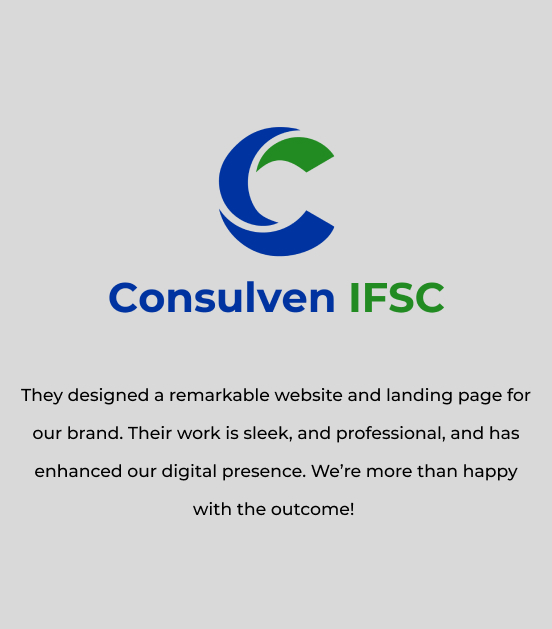 Consulven IFSC
They designed a remarkable website and landing page for
our brand. Their work is sleek, and professional, and has
enhanced our digital presence. We’re more than happy
with the outcome!